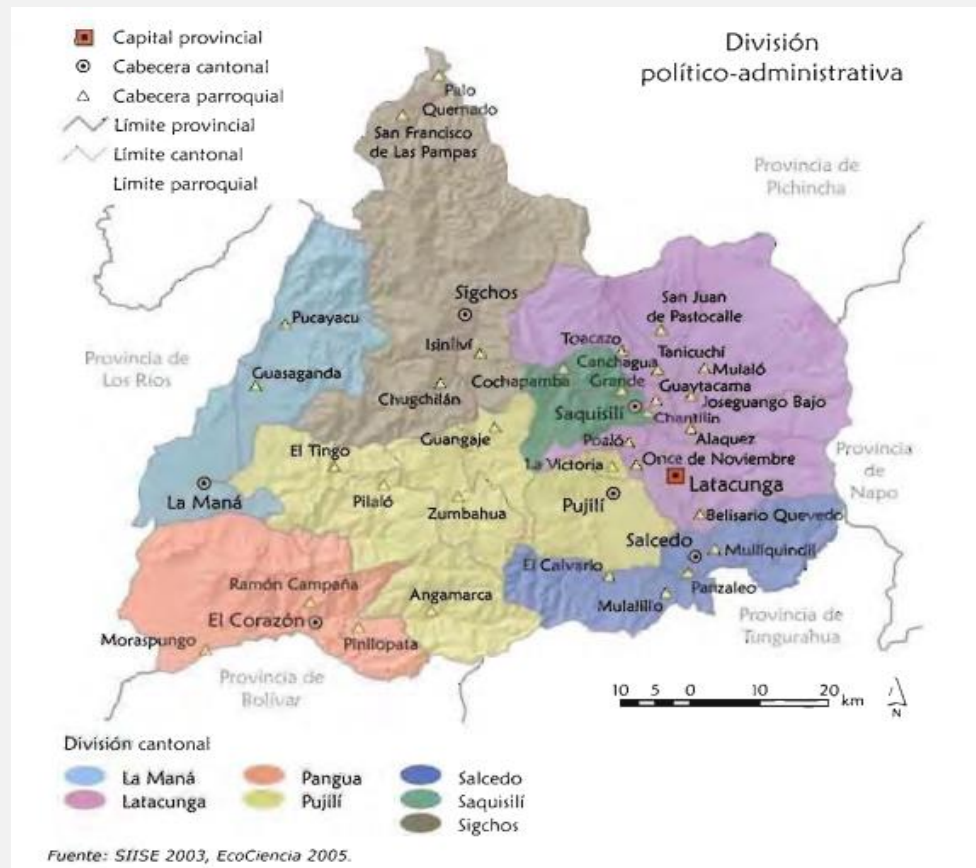 Capital provincial
Cabecera cantonal
Cabecera parroquial
Límite provincial
Límite cantonal
Límite parroquial
División
político-administrativa
Palo
Quemado
San Francisco
de Las Pampas
Provincia de
Pichincha
Sigchos
San Juan
de Pastocalle
Pucayacu
Isinliví
Toacazo
Tanicuchí
Canchagua
Mulaló
Provincia de
Los Ríos
Guasaganda
Cochapamba
Grande
Guaytacama
Chugchilán
Joseguango Bajo
Saquisilí
Chantilín
Guangaje
Alaquez
Poaló
El Tingo
Once de Noviembre
La Victoria
Provincia
de
Napo
Latacunga
La Maná
Pilaló
Zumbahua
Pujilí
Belisario Quevedo
Salcedo
Mulliquindil
El Calvario
Panzaleo
Ramón Campaña
Angamarca
Mulalillo
El Corazón
Provincia de
Tungurahua
Moraspungo
Pinllopata
Provincia de
Bolívar
10 5 0 10 20 km
N
División cantonal
La Maná Pangua Salcedo
Latacunga Pujilí Saquisilí
Sigchos
Fuente: SIISE 2003, EcoCiencia 2005.